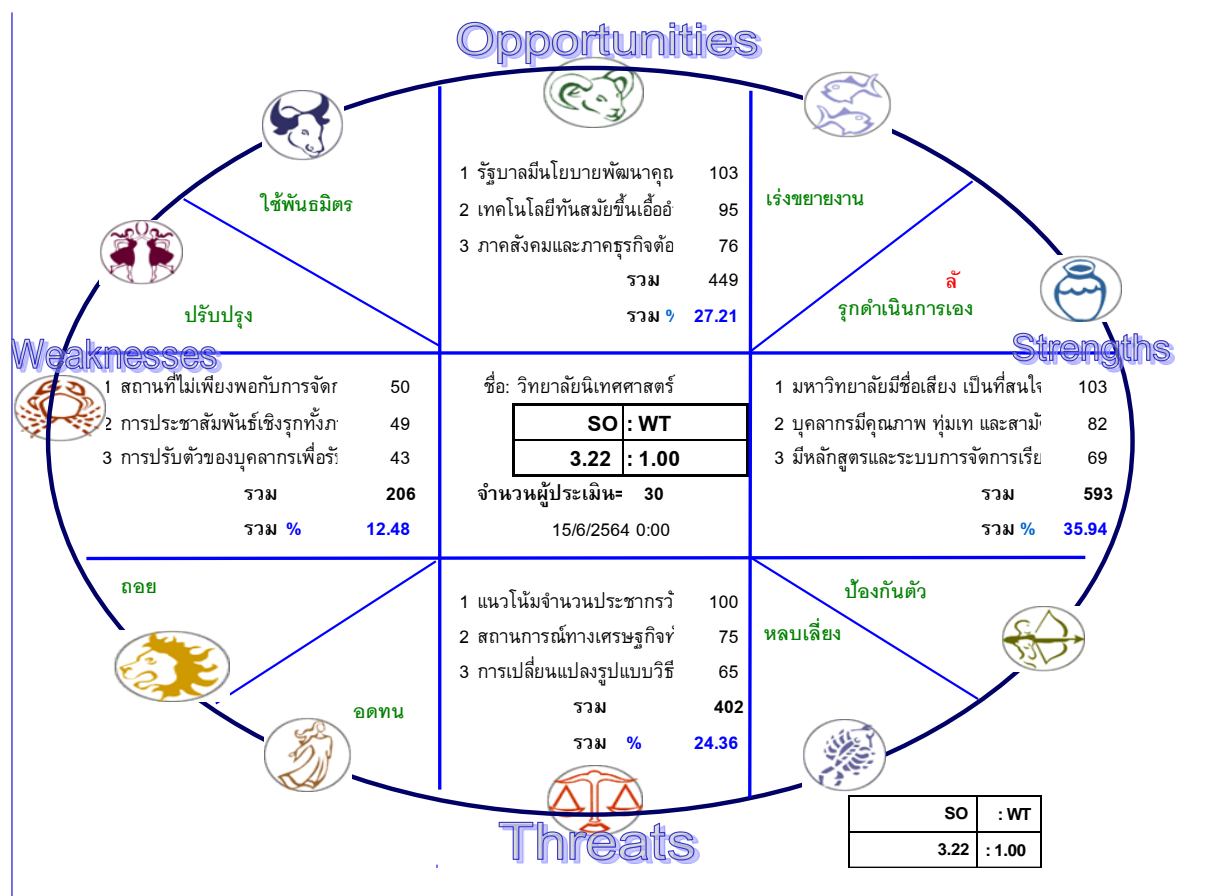 Opportunities
1 รัฐบาลมีนโยบายพัฒนาคุณ 103
ใช้พันธมิตร
2 เทคโนโลยีทันสมัยขึ้นเอื้ออำ 95
เร่งขยายงาน
3 ภาคสังคมและภาคธุรกิจต้อ 76
รวม 449
ลั
ปรับปรุง
รวม % 27.21
รุกดำเนินการเอง
Weaknesses
Strengths
1 สถานที่ไม่เพียงพอกับการจัดก 50
2 การประชาสัมพันธ์เชิงรุกทั้งภา 49
3 การปรับตัวของบุคลากรเพื่อรั 43
รวม 206
รวม % 12.48
ชื่อ: วิทยาลัยนิเทศศาสตร์
SO : WT
3.22 : 1.00
จำนวนผู้ประเมิน= 30
15/6/2564 0:00
1 มหาวิทยาลัยมีชื่อเสียง เป็นที่สนใจ 103
2 บุคลากรมีคุณภาพ ทุ่มเท และสามั 82
3 มีหลักสูตรและระบบการจัดการเรีย 69
รวม 593
รวม % 35.94
ถอย
ป้องกันตัว
1 แนวโน้มจำนวนประชากรวั 100
2 สถานการณ์ทางเศรษฐกิจที่ 75
หลบเลี่ยง
3 การเปลี่ยนแปลงรูปแบบวิธี 65
อดทน
รวม 402
รวม % 24.36
Threats
SO : WT
3.22 : 1.00